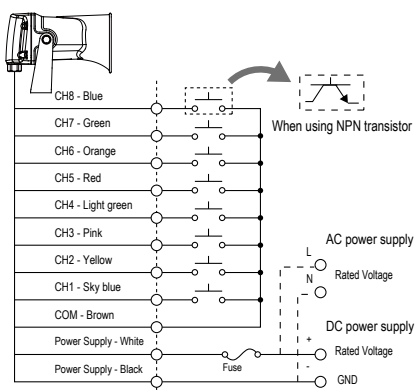 CH8 - Blue
CH7 - Green
When using NPN transistor
CH6 - Orange
CH5 - Red
CH4 - Light green
CH3 - Pink
AC power supply
L
CH2 - Yellow
Rated Voltage
N
CH1 - Sky blue
COM - Brown
DC power supply
Power Supply - White
+
Rated Voltage
Fuse
Power Supply - Black
-
GND